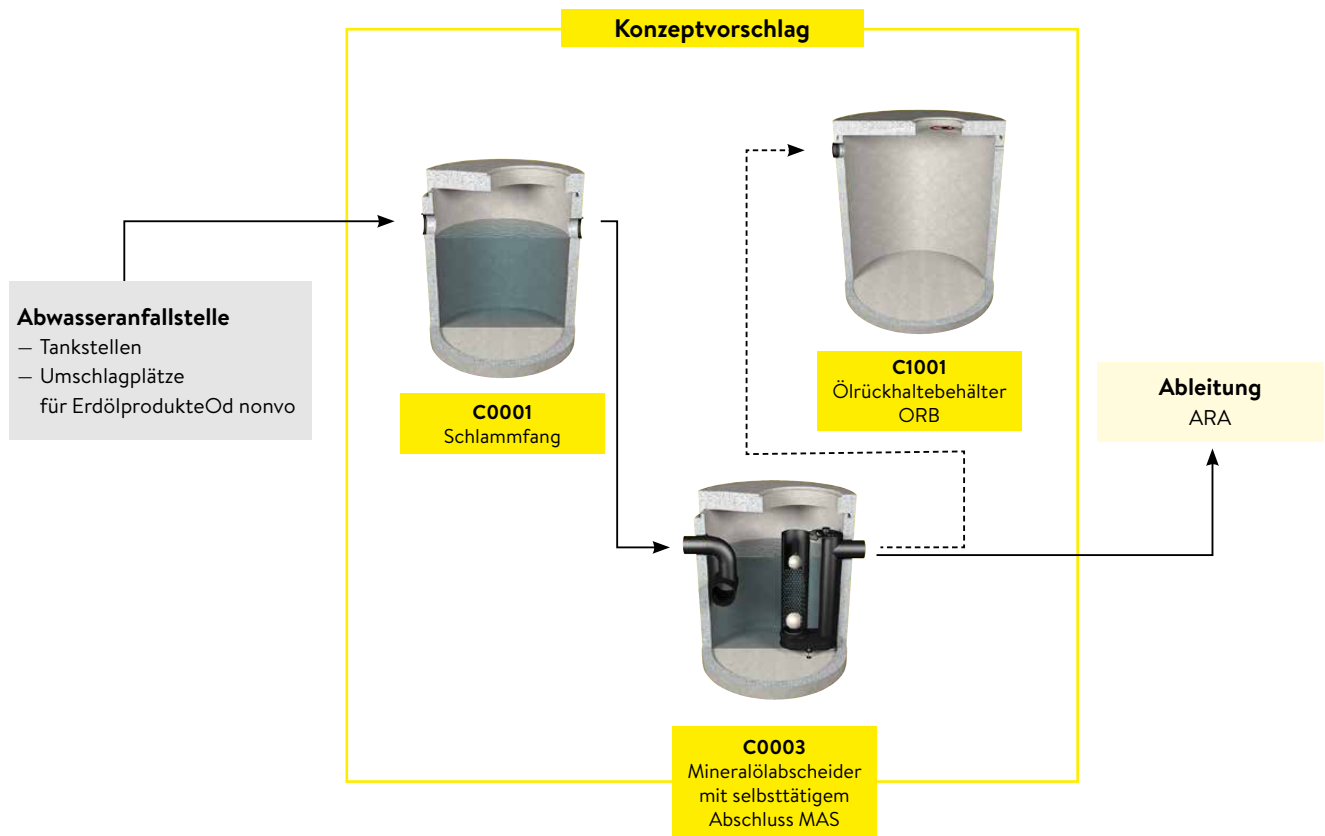 Konzeptvorschlag
Abwasseranfallstelle
– Tankstellen
– Umschlagplätze
für ErdölprodukteOd nonvo
C0001
Schlammfang
C1001
Ölrückhaltebehälter
ORB
Ableitung
ARA
C0003
Mineralölabscheider
mit selbsttätigem
Abschluss MAS